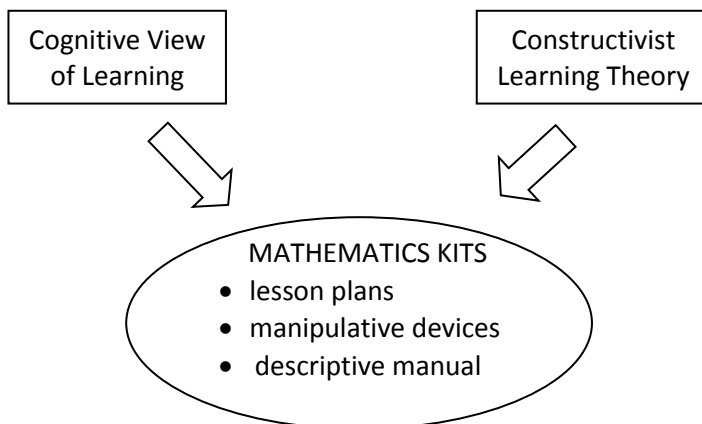 Cognitive View
of Learning
Constructivist
Learning Theory
MATHEMATICS KITS
• lesson plans
• manipulative devices
• descriptive manual